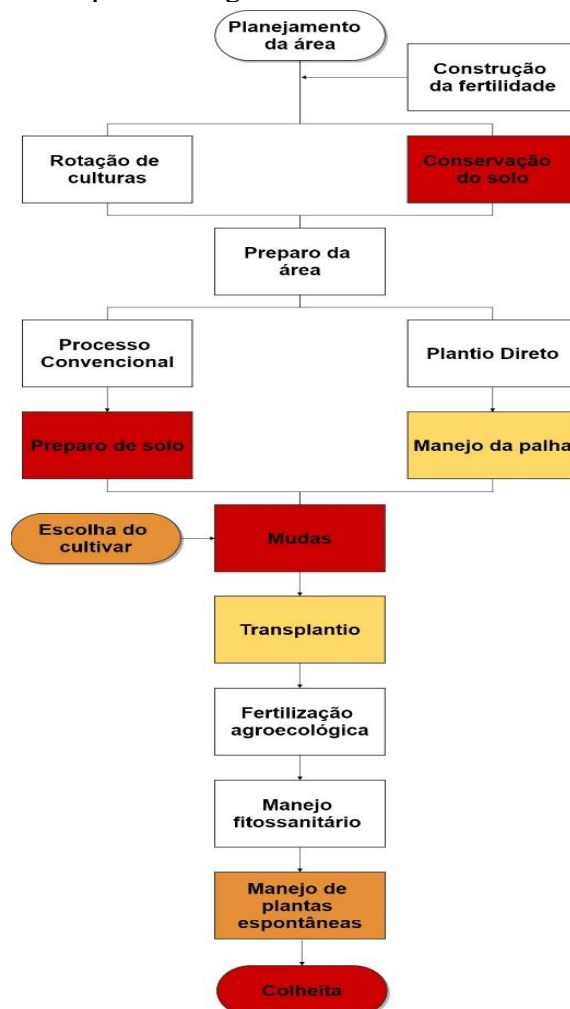 Planejamento
da área
Construção
da fertilidade
Rotação de
culturas
Conservação
do solo
Preparo da
área
Processo
Convencional
Plantio Direto
Preparo de solo
Manejo da palha
Escolha do
cultivar
Mudas
Transplantio
Fertilização
agroecológica
Manejo
fitossanitário
Manejo de
plantas
espontâneas
Colheita